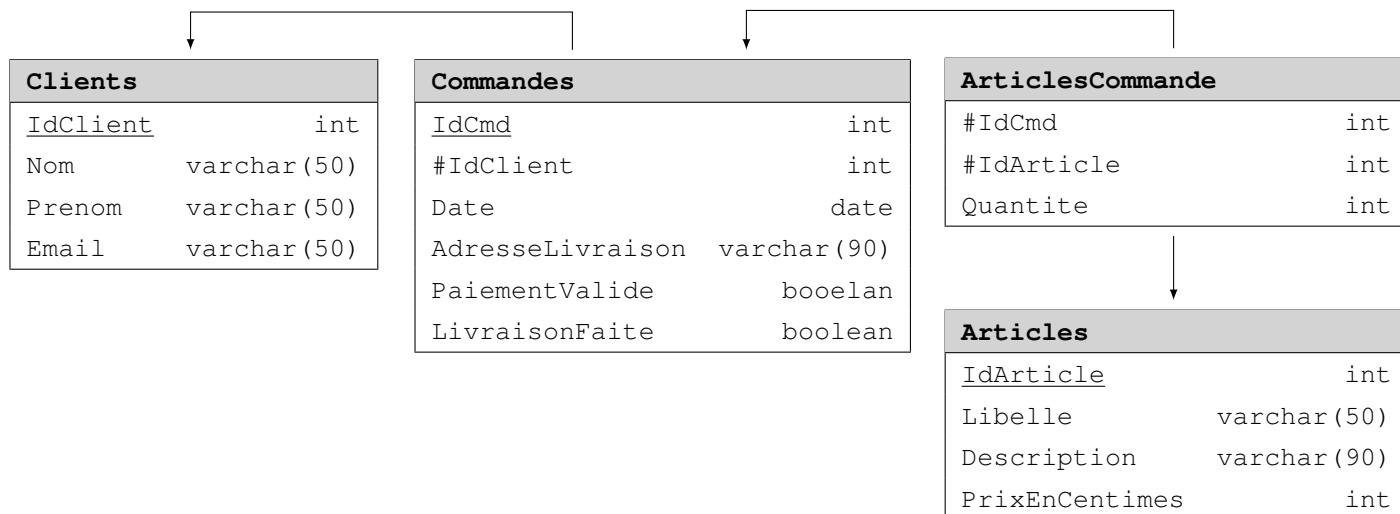 Clients
IdClient int
Nom varchar(50)
Prenom varchar(50)
Email varchar(50)
Commandes
IdCmd int
#IdClient int
Date date
AdresseLivraison varchar(90)
PaiementValide booelan
LivraisonFaite boolean
ArticlesCommande
#IdCmd int
#IdArticle int
Quantite int
Articles
IdArticle int
Libelle varchar(50)
Description varchar(90)
PrixEnCentimes int